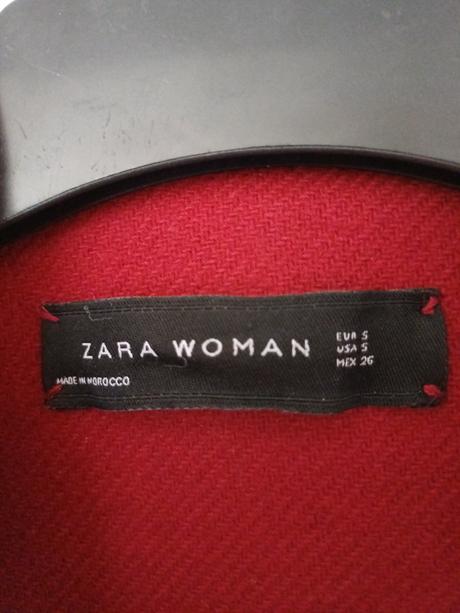 ZARA WOMAN
EUR S
USA S
MEX 26
MADE IN MOROCCO